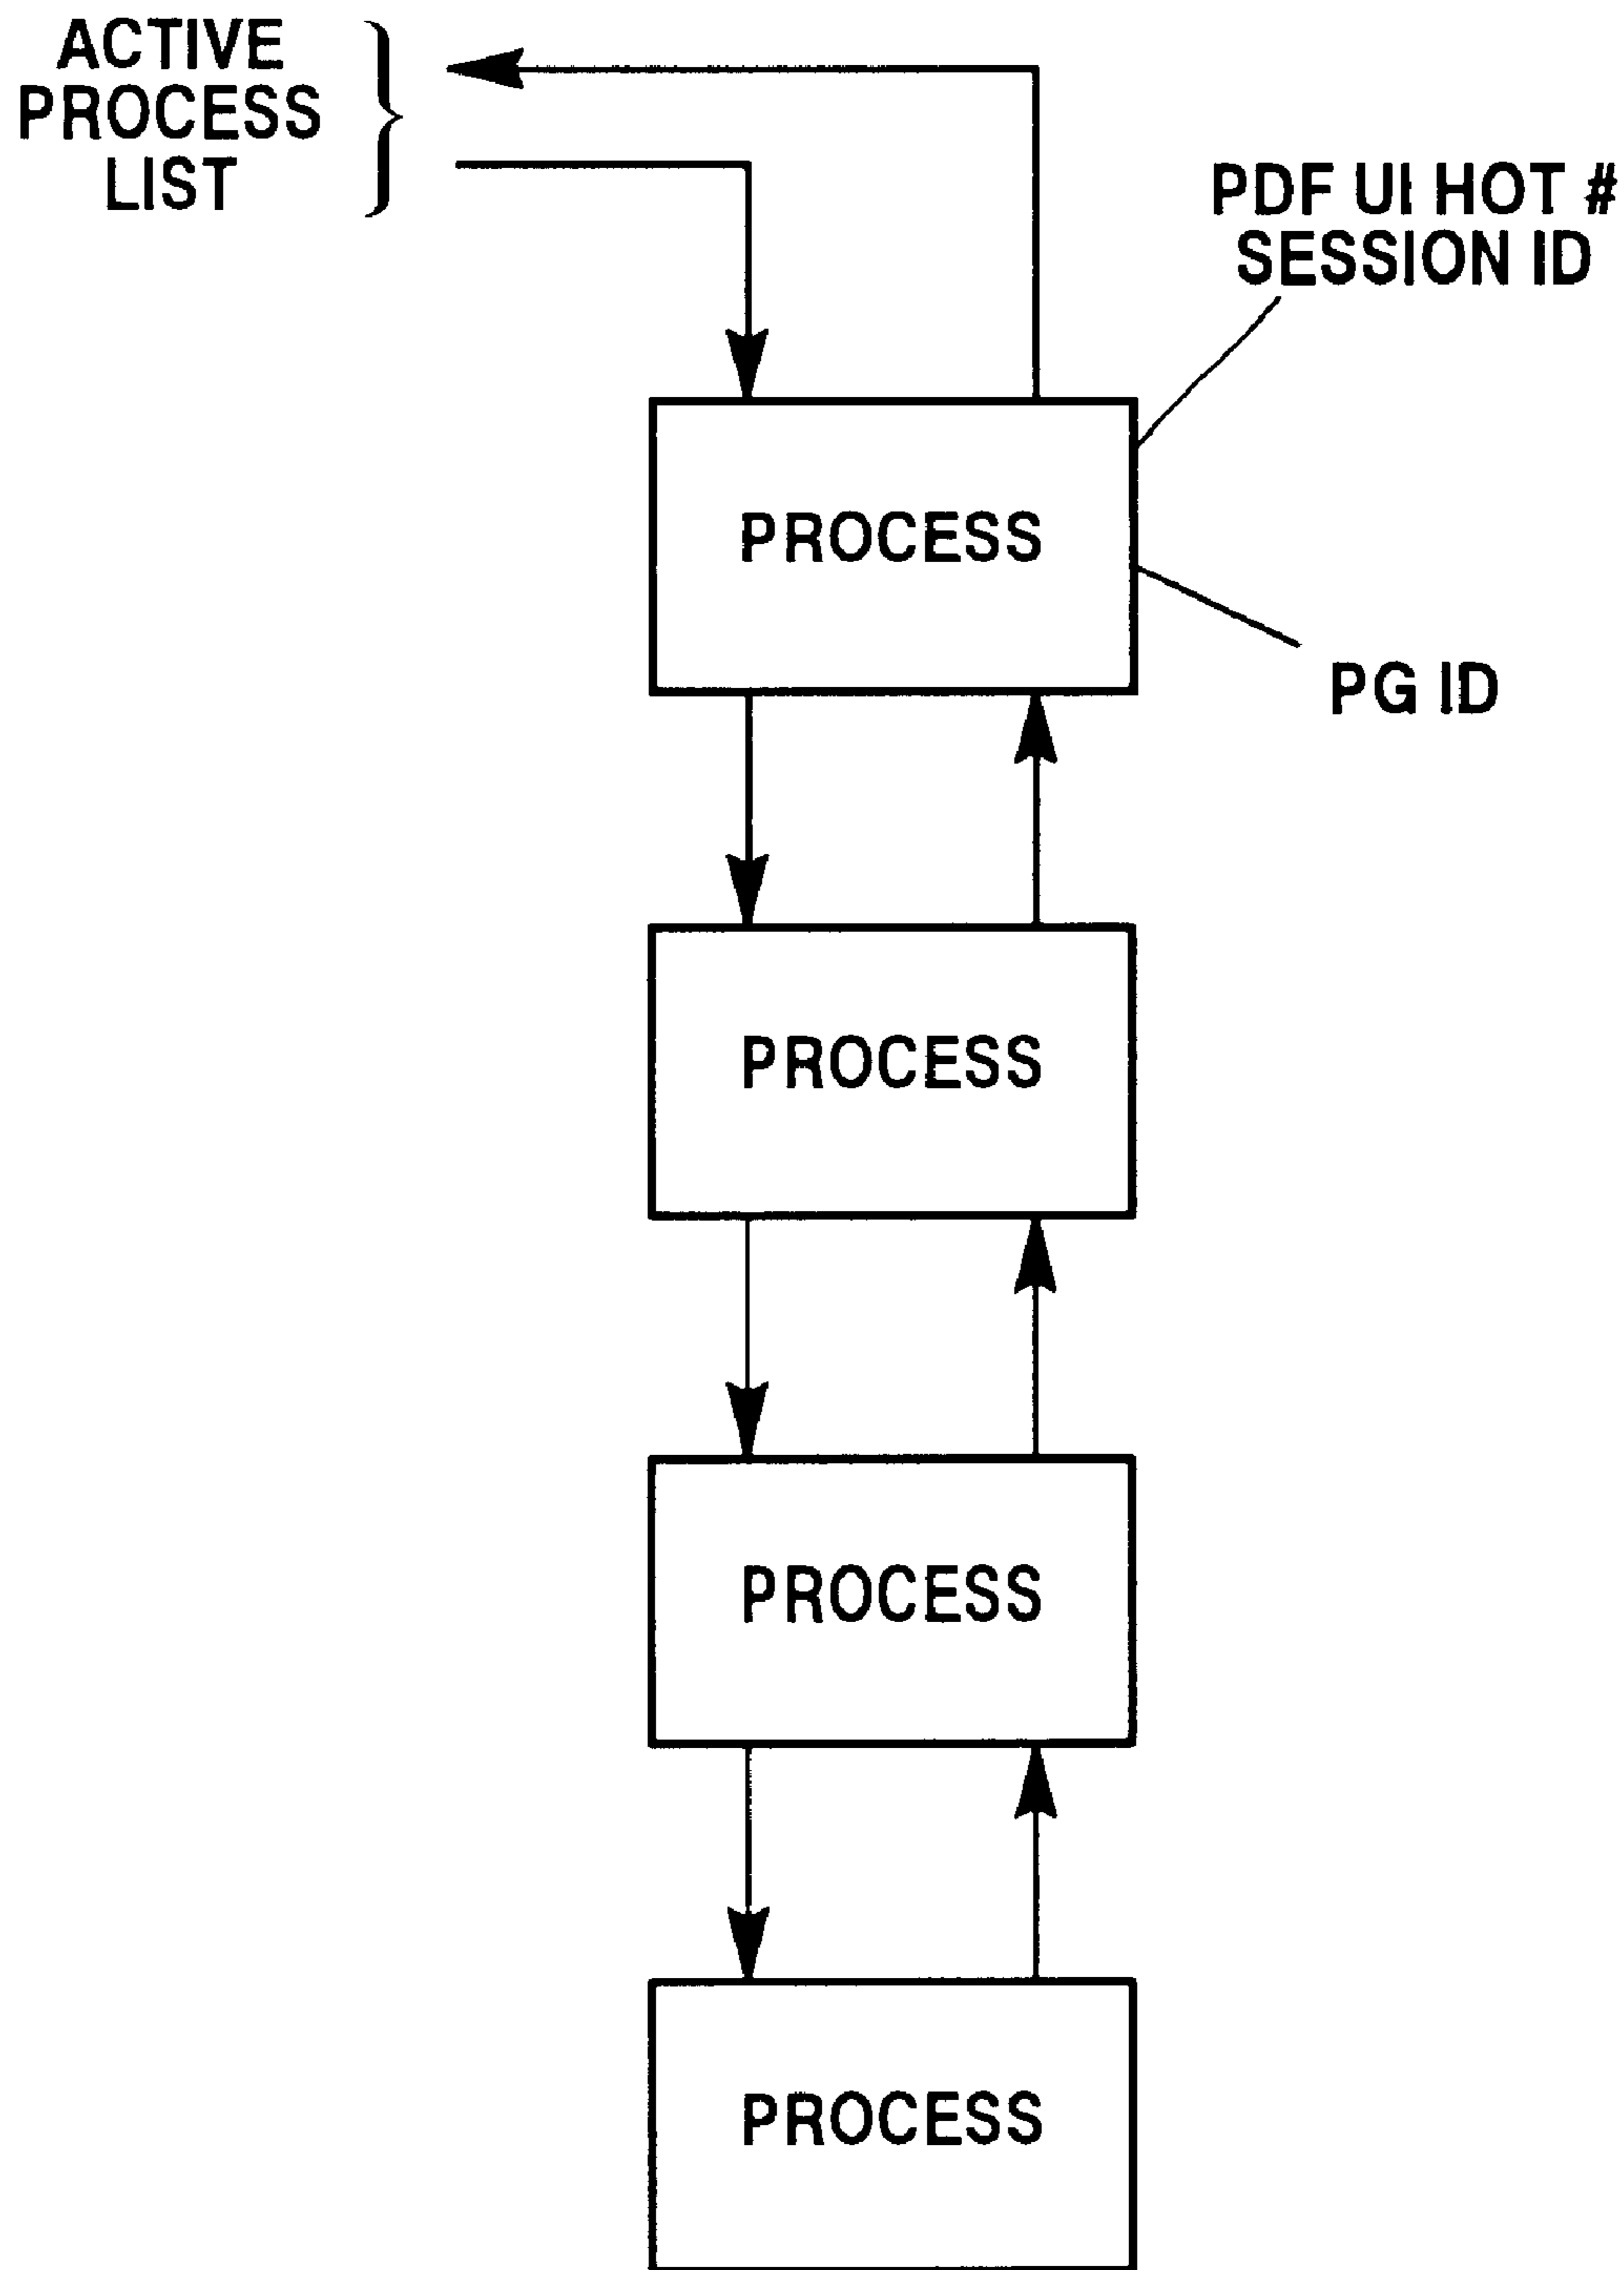 ACTIVE
PROCESS
LIST
PDF UI HOT #
SESSION ID
PROCESS
PG ID
PROCESS
PROCESS
PROCESS